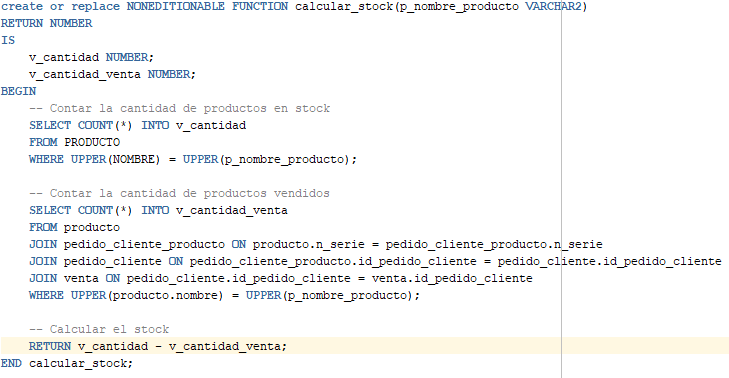 create or replace NONEDITIONABLE FUNCTION calcular_stock(p_nombre_producto VARCHAR2)
RETURN NUMBER
IS
    v_cantidad NUMBER;
    v_cantidad_venta NUMBER;
BEGIN
    -- Contar la cantidad de productos en stock
    SELECT COUNT(*) INTO v_cantidad
    FROM PRODUCTO
    WHERE UPPER(NOMBRE) = UPPER(p_nombre_producto);

    -- Contar la cantidad de productos vendidos
    SELECT COUNT(*) INTO v_cantidad_venta
    FROM producto
    JOIN pedido_cliente_producto ON producto.n_serie = pedido_cliente_producto.n_serie
    JOIN pedido_cliente ON pedido_cliente_producto.id_pedido_cliente = pedido_cliente.id_pedido_cliente
    JOIN venta ON pedido_cliente.id_pedido_cliente = venta.id_pedido_cliente
    WHERE UPPER(producto.nombre) = UPPER(p_nombre_producto);

    -- Calcular el stock
    RETURN v_cantidad - v_cantidad_venta;
END calcular_stock;